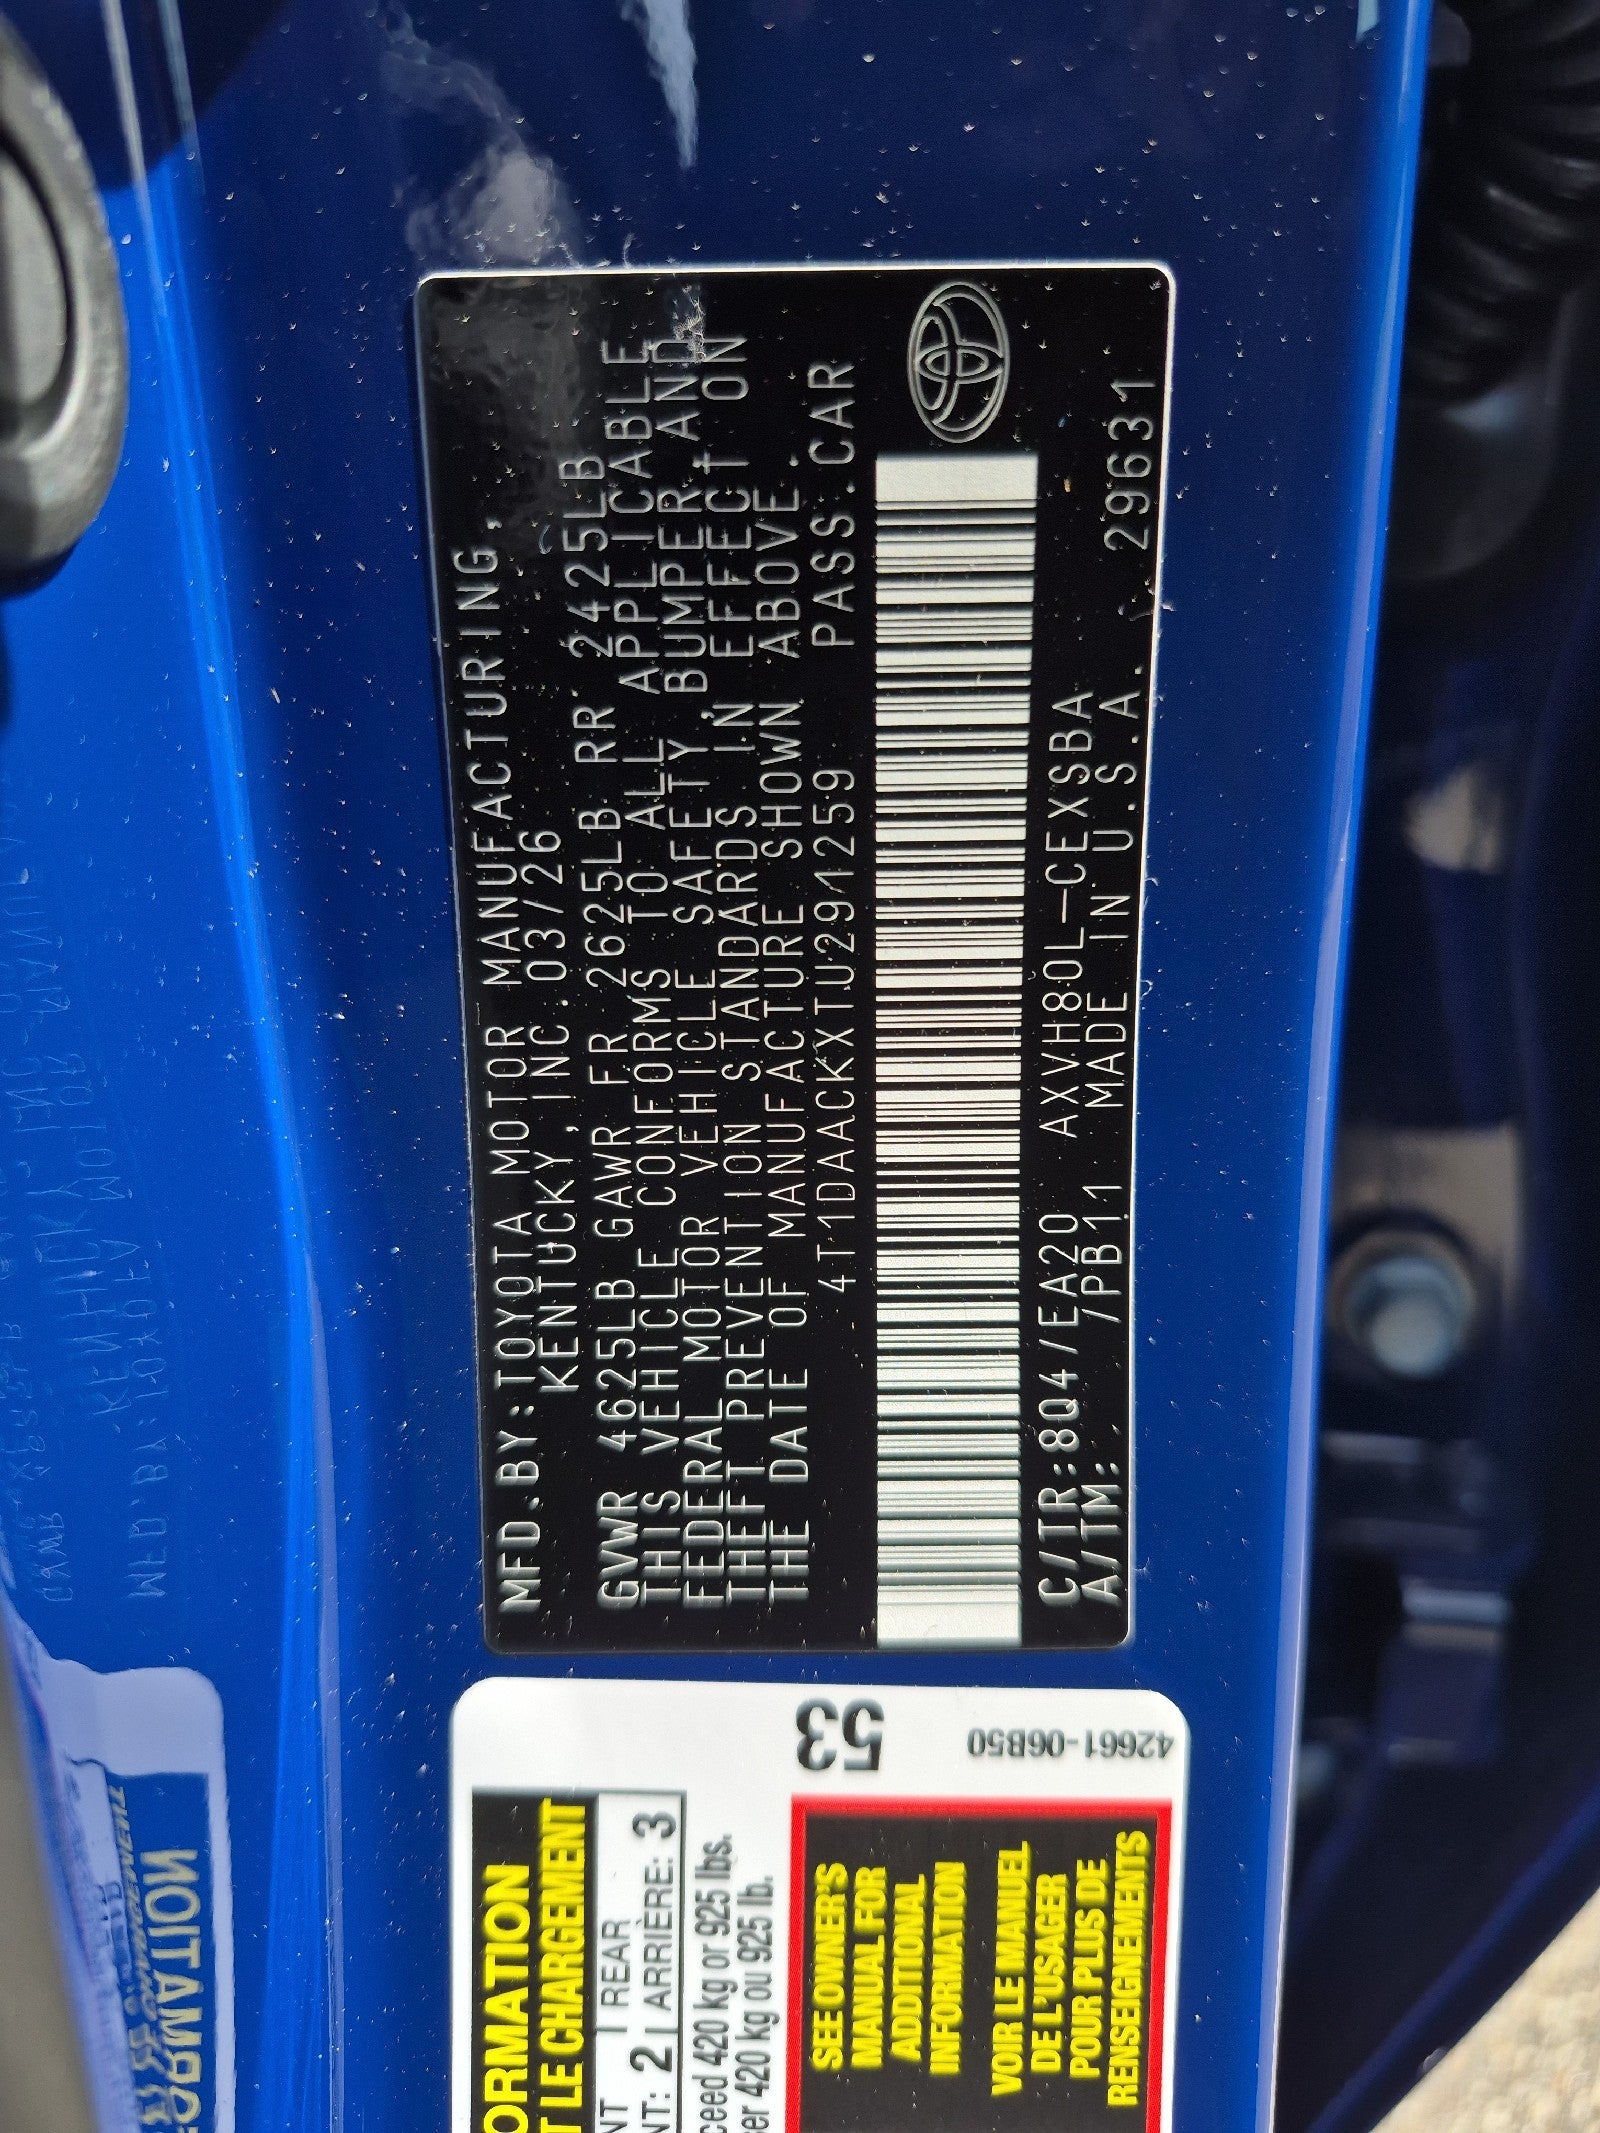 MFD.BY:TOYOTA MOTOR MANUFACTURING,
KENTUCKY,INC.03/26
GVWR 4625LB GAWR FR 2625LB RR 2425LB
THIS VEHICLE CONFORMS TO ALL APPLICABLE
FEDERAL MOTOR VEHICLE SAFETY, BUMPER AND
THEFT PREVENTION STANDARDS IN EFFECT ON
THE DATE OF MANUFACTURE SHOWN ABOVE.
4T1DAACKXTU2941259 PASS.CAR
C/TR:8Q4/EA20 AXVH80L-CEXSBA
A/TM: /PB11 MADE IN U.S.A. 29631
53
42661-06B50
LE CHARGEMENT
REAR
2 ARRIÈRE: 3
420 kg or 925 lbs.
420 kg ou 925 lb.
SEE OWNER'S
MANUAL FOR
ADDITIONAL
INFORMATION
VOIR LE MANUEL
DE L'USAGER
POUR PLUS DE
RENSEIGNEMENTS